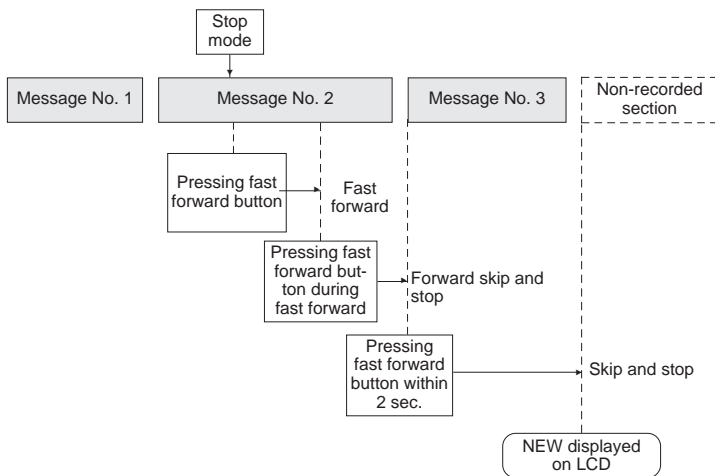 Stop
mode
Message No. 1
Message No. 2
Message No. 3
Non-recorded
section
Pressing fast
forward button
Fast
forward
Pressing fast
forward but-
ton during
fast forward
Forward skip and
stop
Pressing
fast forward
button within
2 sec.
Skip and stop
NEW displayed
on LCD